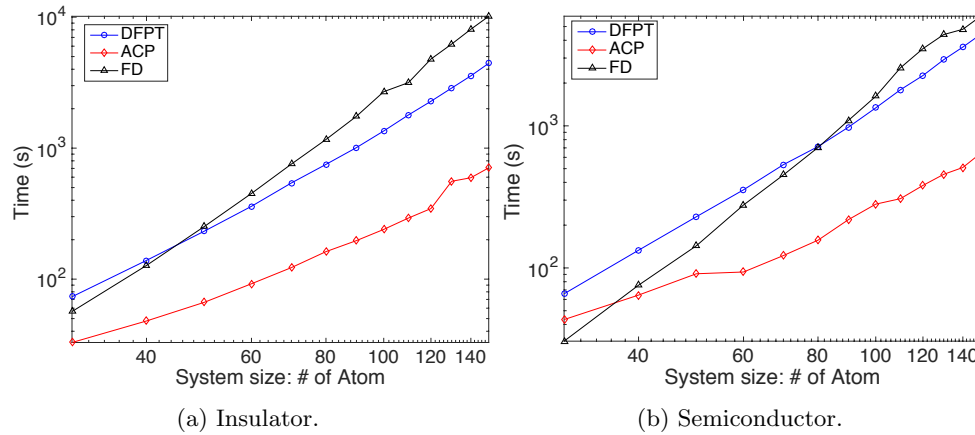 10^4
10^3
10^2
Time (s)
DFPT
ACP
FD
40 60 80 100 120 140
System size: # of Atom
(a) Insulator.
10^3
10^2
Time (s)
DFPT
ACP
FD
40 60 80 100 120 140
System size: # of Atom
(b) Semiconductor.